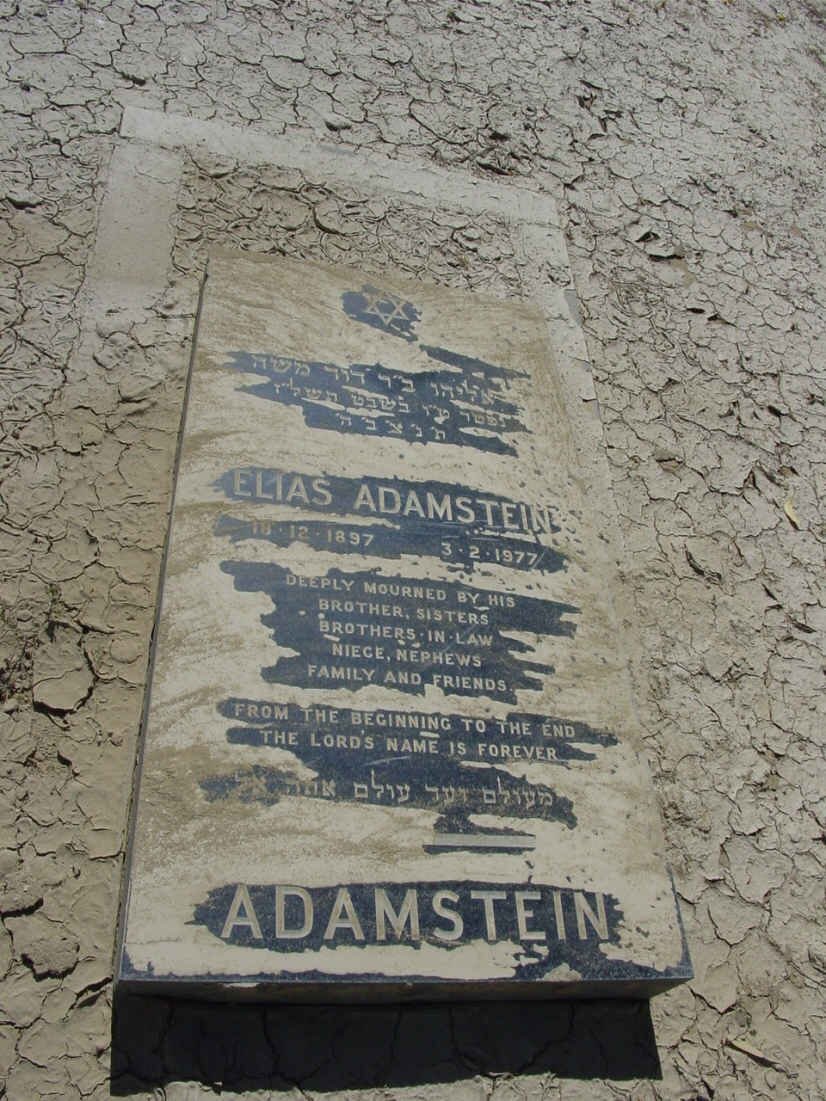 אליהו ב'ר דוד משה
נפטר ט'ו בשבט תשל'ז
ת' נ' צ' ב' ה'
ELIAS ADAMSTEIN
12 · 1897 3 · 2 · 1977
DEEPLY MOURNED BY HIS
BROTHER, SISTERS
BROTHERS · IN · LAW
NIEGE, NEPHEWS
FAMILY AND FRIENDS.
FROM THE BEGINNING TO THE END
THE LORD'S NAME IS FOREVER
מעולם ועד עולם אתה אל
ADAMSTEIN